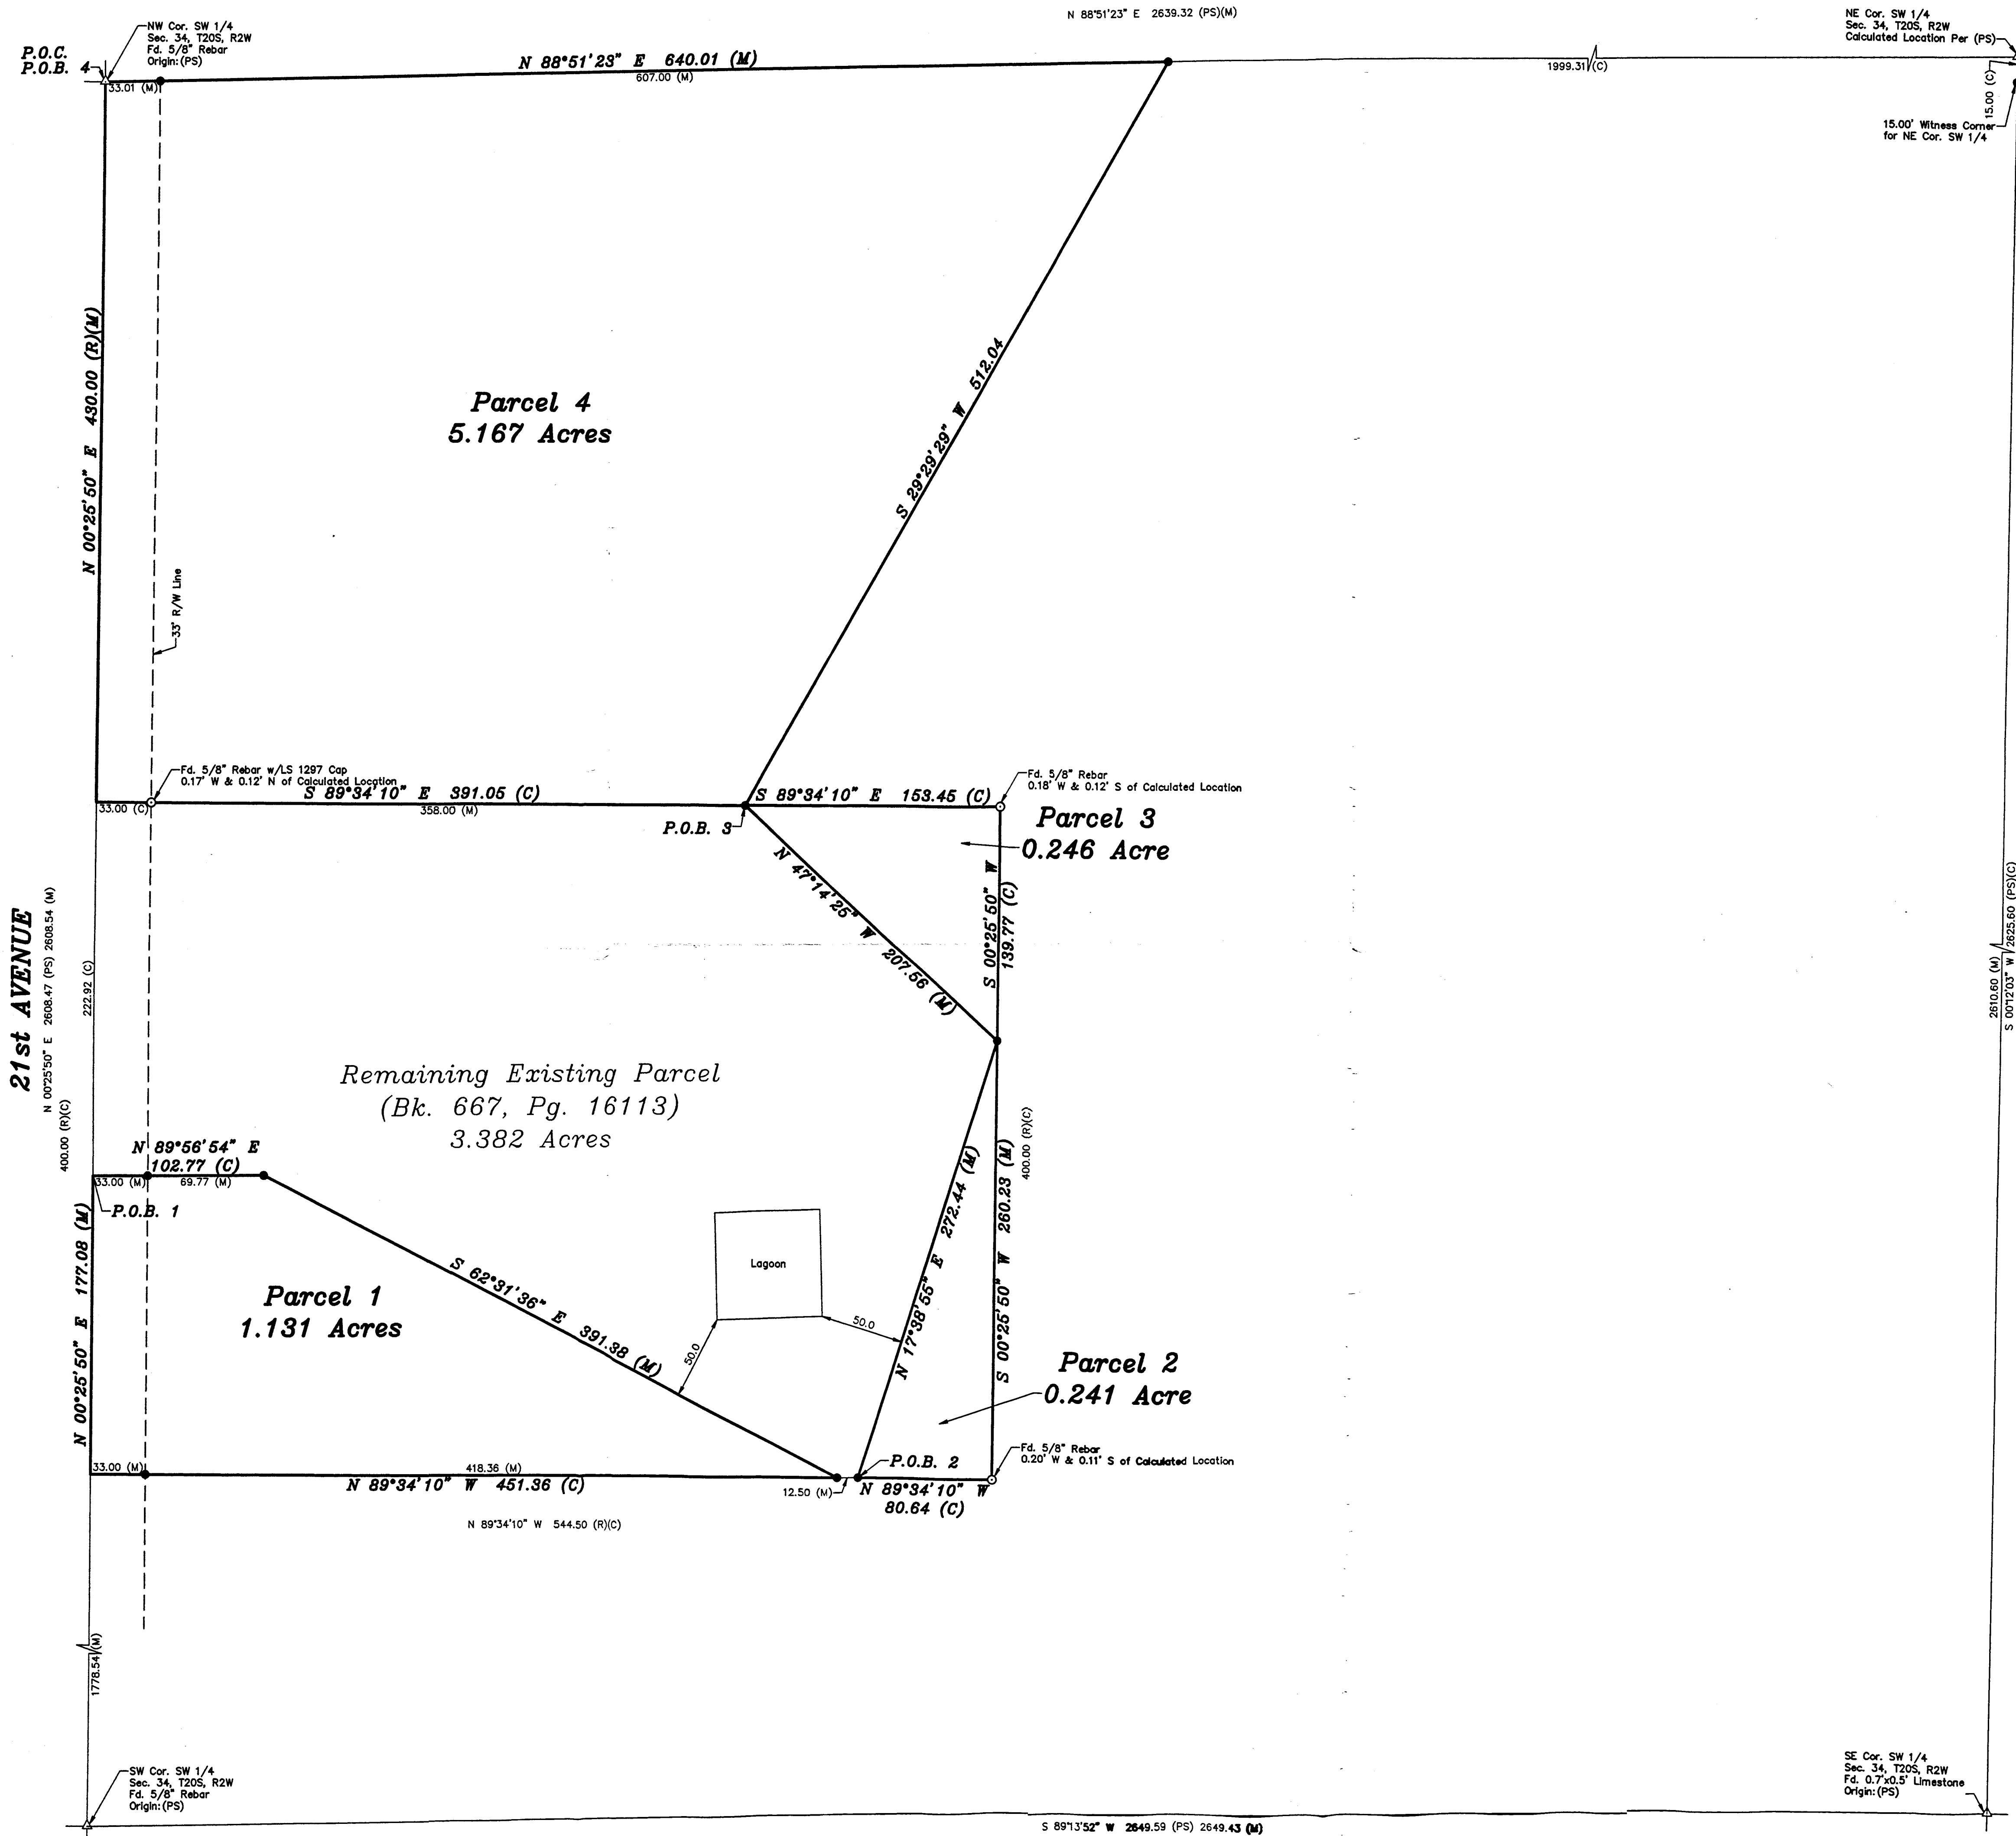 N 88°51'23" E 2639.32 (PS)(M)
NW Cor. SW 1/4
Sec. 34, T20S, R2W
Fd. 5/8" Rebar
Origin: (PS)
P.O.C.
P.O.B. 4
NE Cor. SW 1/4
Sec. 34, T20S, R2W
Calculated Location Per (PS)
N 88°51'23" E 640.01 (M)
607.00 (M)
33.01 (M)
1999.31 (C)
15.00 (C)
15.00' Witness Corner
for NE Cor. SW 1/4
N 00°25'50" E 430.00 (R)(M)
S 29°29'29" W 512.04
Parcel 4
5.167 Acres
33' R/W Line
Fd. 5/8" Rebar w/LS 1297 Cap
0.17' W & 0.12' N of Calculated Location
S 89°34'10" E 391.05 (C)
33.00 (C)
358.00 (M)
S 89°34'10" E 153.45 (C)
Fd. 5/8" Rebar
0.18' W & 0.12' S of Calculated Location
P.O.B. 3
Parcel 3
0.246 Acre
N 47°14'25" W 207.56 (M)
S 00°25'50" W
139.77 (C)
21st AVENUE
N 00°25'50" E 2608.47 (PS) 2608.54 (M)
222.92 (C)
400.00 (R)(C)
2610.60 (M)
S 00°12'03" W 2625.60 (PS)(C)
Remaining Existing Parcel
(Bk. 667, Pg. 16113)
3.382 Acres
N 89°56'54" E
102.77 (C)
33.00 (M)
69.77 (M)
P.O.B. 1
N 00°25'50" E 177.08 (M)
S 62°31'36" E 391.38 (M)
Lagoon
50.0
50.0
N 17°38'55" E 272.44 (M)
S 00°25'50" W 260.23 (M)
400.00 (R)(C)
Parcel 1
1.131 Acres
Parcel 2
0.241 Acre
Fd. 5/8" Rebar
0.20' W & 0.11' S of Calculated Location
P.O.B. 2
33.00 (M)
418.36 (M)
N 89°34'10" W 451.36 (C)
12.50 (M)
N 89°34'10" W
80.64 (C)
N 89°34'10" W 544.50 (R)(C)
1778.54 (M)
SW Cor. SW 1/4
Sec. 34, T20S, R2W
Fd. 5/8" Rebar
Origin: (PS)
SE Cor. SW 1/4
Sec. 34, T20S, R2W
Fd. 0.7'x0.5' Limestone
Origin: (PS)
S 89°13'52" W 2649.59 (PS) 2649.43 (M)